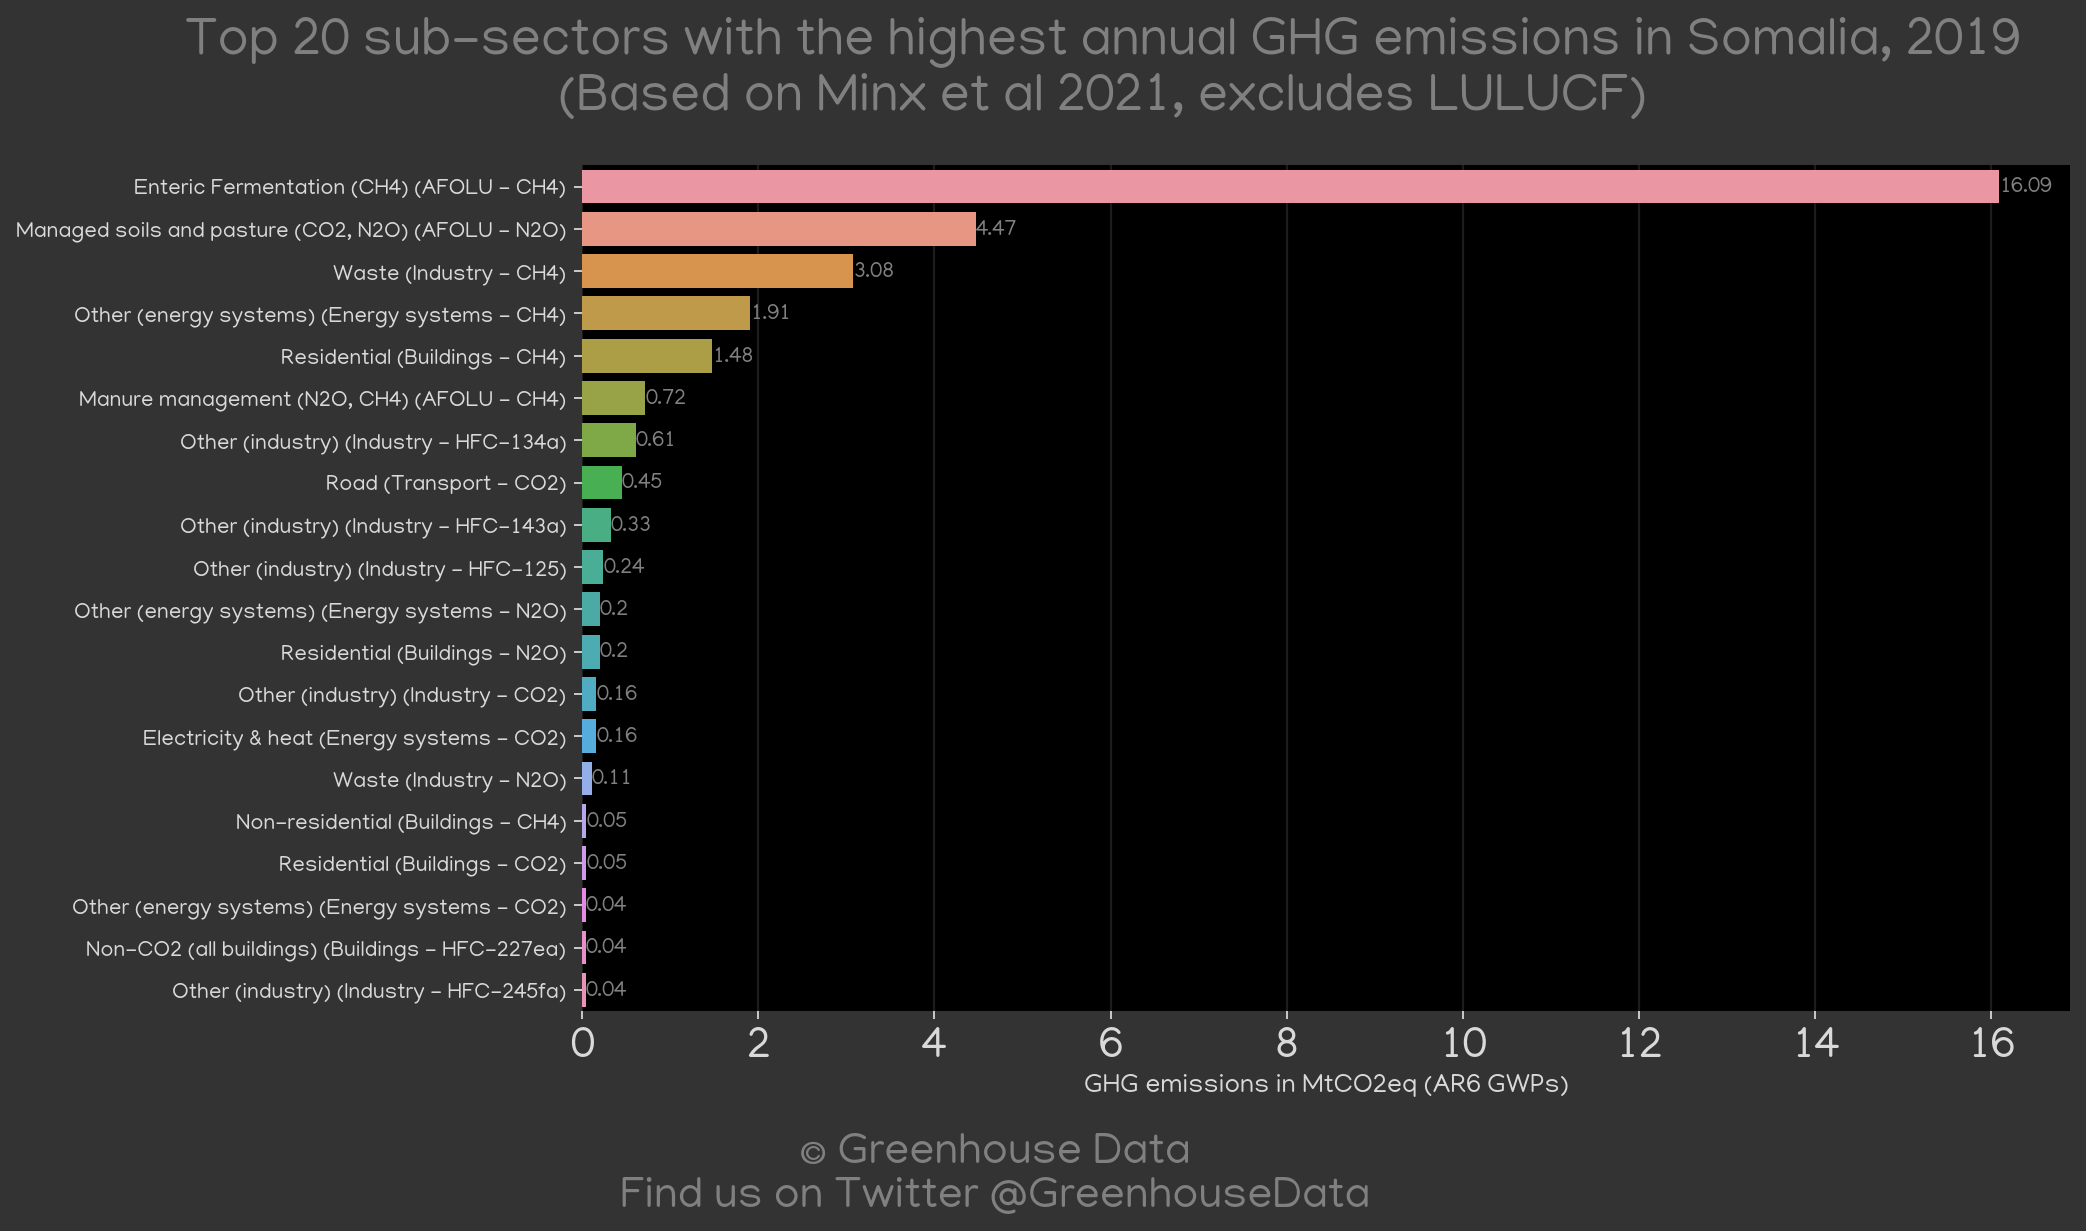 Top 20 sub-sectors with the highest annual GHG emissions in Somalia, 2019
(Based on Minx et al 2021, excludes LULUCF)
Enteric Fermentation (CH4) (AFOLU - CH4) 16.09
Managed soils and pasture (CO2, N2O) (AFOLU - N2O) 4.47
Waste (Industry - CH4) 3.08
Other (energy systems) (Energy systems - CH4) 1.91
Residential (Buildings - CH4) 1.48
Manure management (N2O, CH4) (AFOLU - CH4) 0.72
Other (industry) (Industry - HFC-134a) 0.61
Road (Transport - CO2) 0.45
Other (industry) (Industry - HFC-143a) 0.33
Other (industry) (Industry - HFC-125) 0.24
Other (energy systems) (Energy systems - N2O) 0.2
Residential (Buildings - N2O) 0.2
Other (industry) (Industry - CO2) 0.16
Electricity & heat (Energy systems - CO2) 0.16
Waste (Industry - N2O) 0.11
Non-residential (Buildings - CH4) 0.05
Residential (Buildings - CO2) 0.05
Other (energy systems) (Energy systems - CO2) 0.04
Non-CO2 (all buildings) (Buildings - HFC-227ea) 0.04
Other (industry) (Industry - HFC-245fa) 0.04
0 2 4 6 8 10 12 14 16
GHG emissions in MtCO2eq (AR6 GWPs)
© Greenhouse Data
Find us on Twitter @GreenhouseData